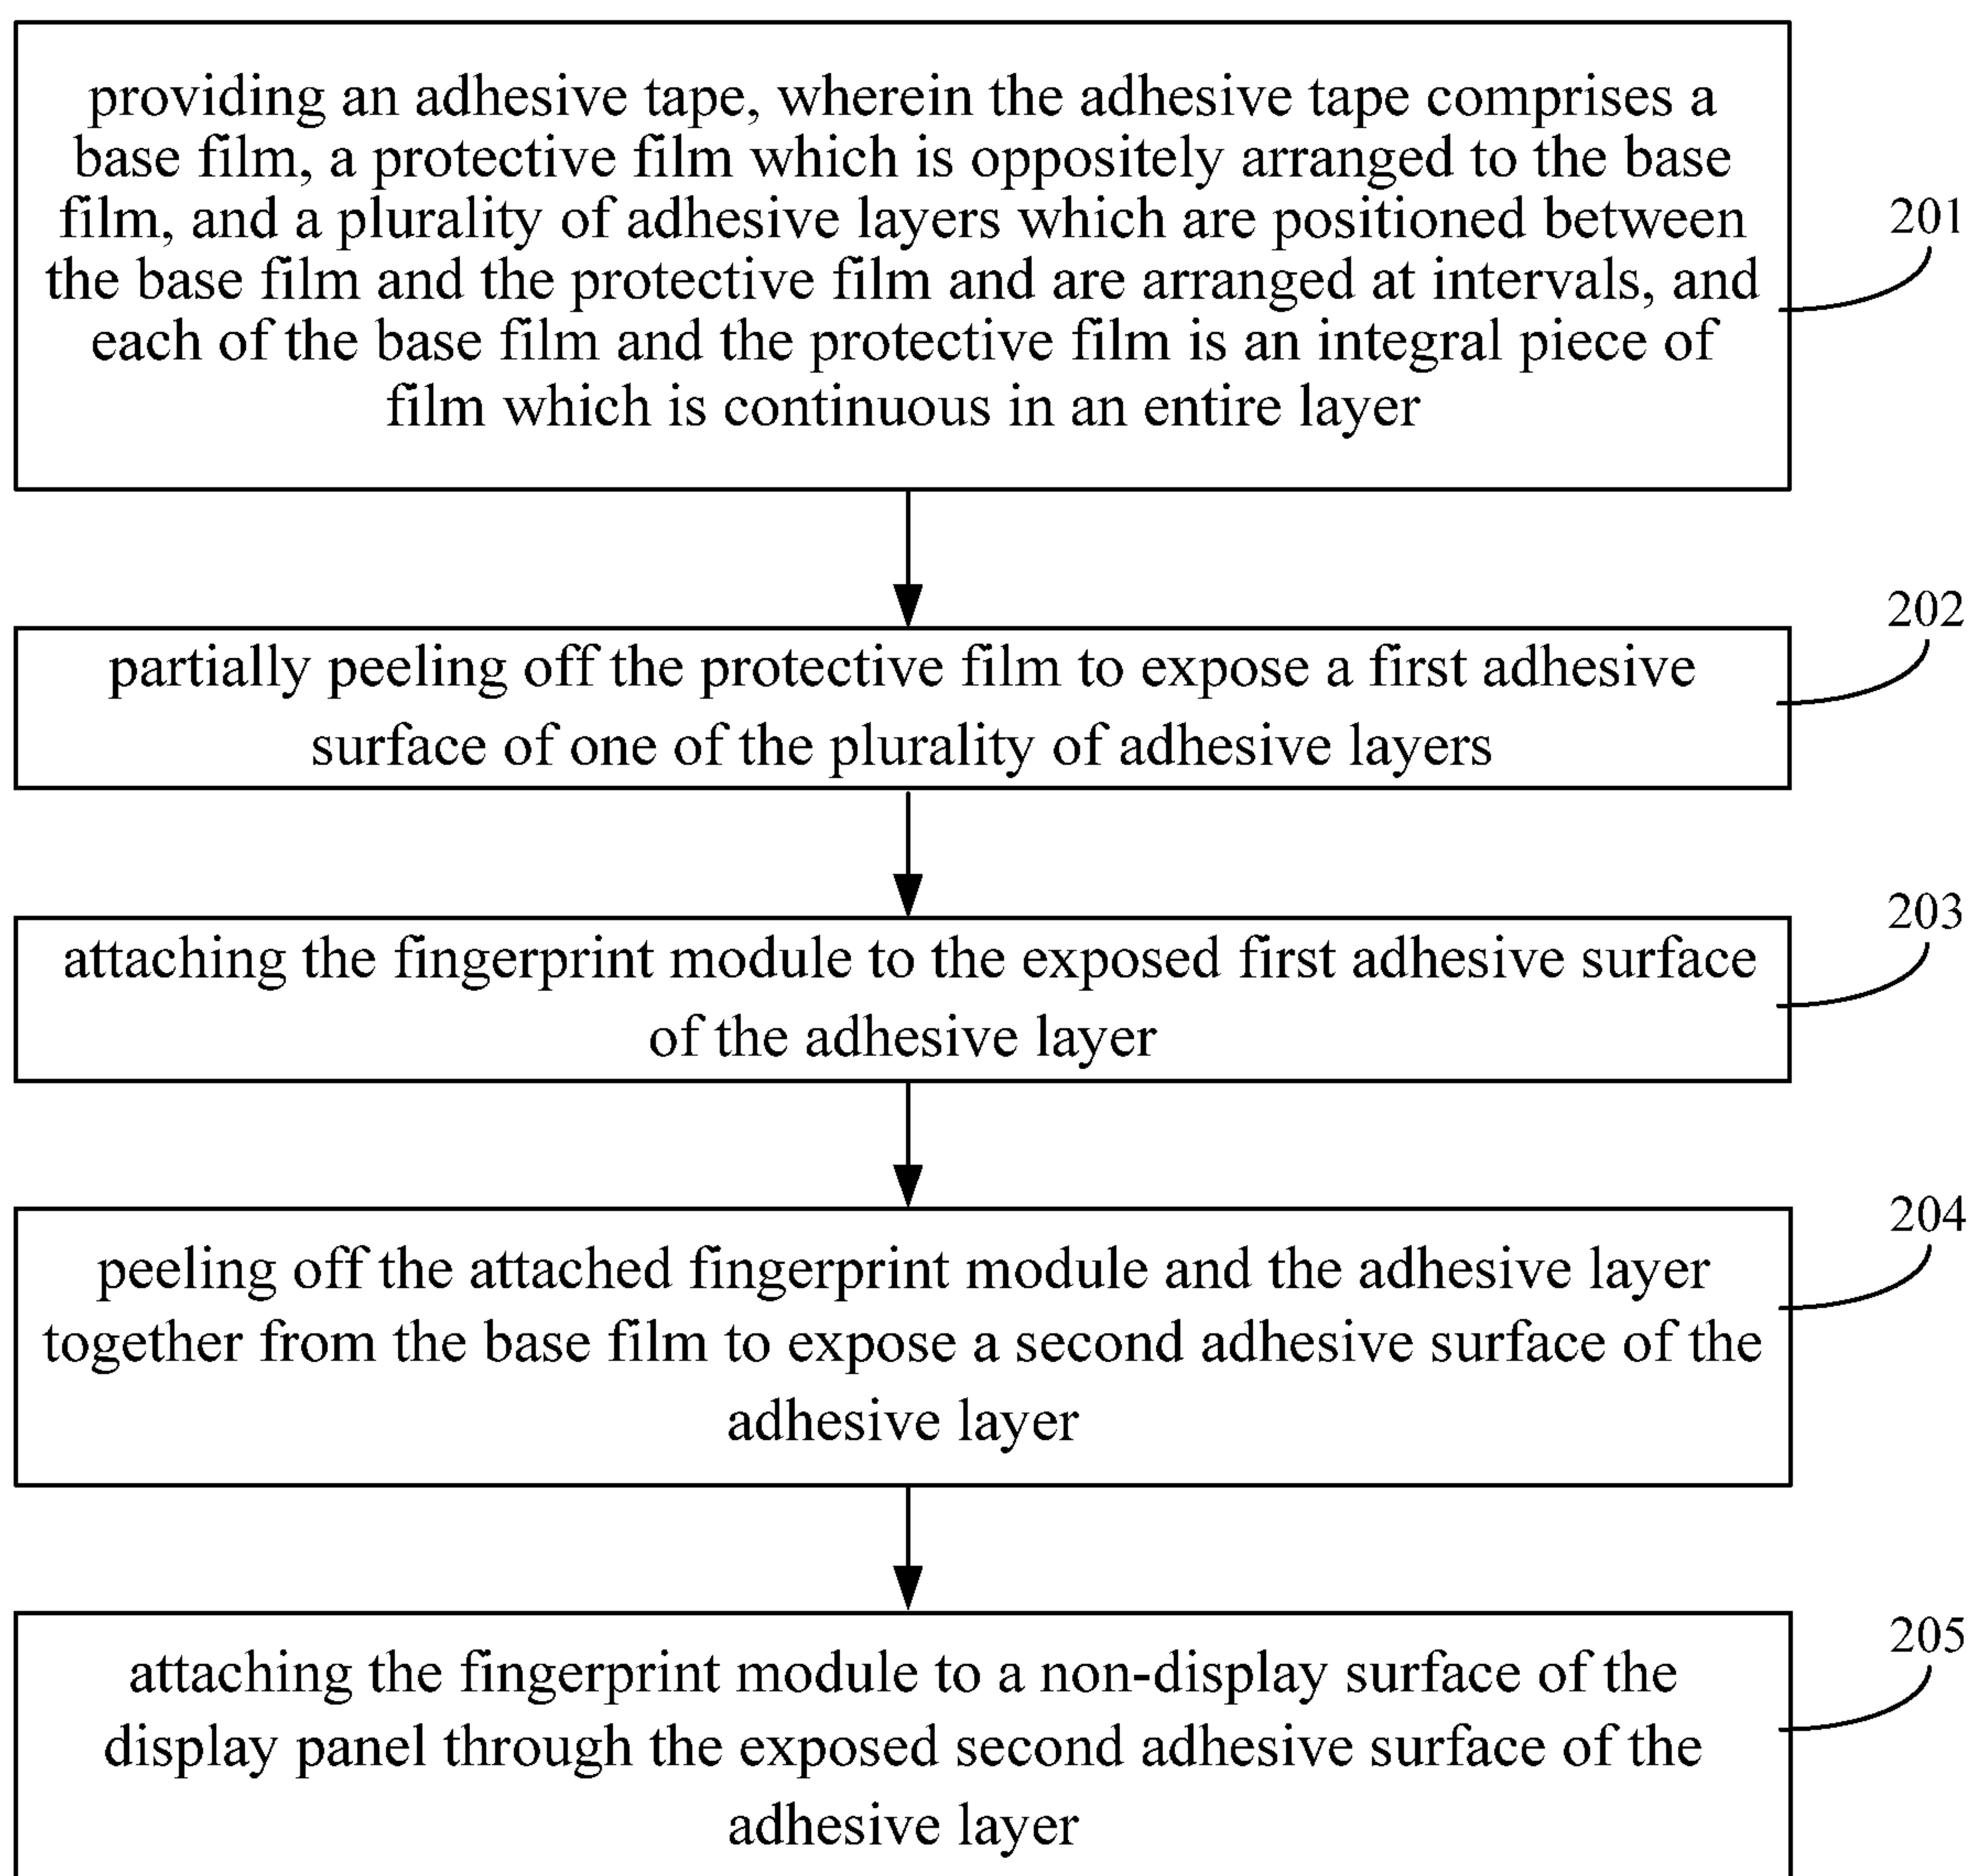 providing an adhesive tape, wherein the adhesive tape comprises a
base film, a protective film which is oppositely arranged to the base
film, and a plurality of adhesive layers which are positioned between
the base film and the protective film and are arranged at intervals, and
each of the base film and the protective film is an integral piece of
film which is continuous in an entire layer
201
partially peeling off the protective film to expose a first adhesive
surface of one of the plurality of adhesive layers
202
attaching the fingerprint module to the exposed first adhesive surface
of the adhesive layer
203
peeling off the attached fingerprint module and the adhesive layer
together from the base film to expose a second adhesive surface of the
adhesive layer
204
attaching the fingerprint module to a non-display surface of the
display panel through the exposed second adhesive surface of the
adhesive layer
205